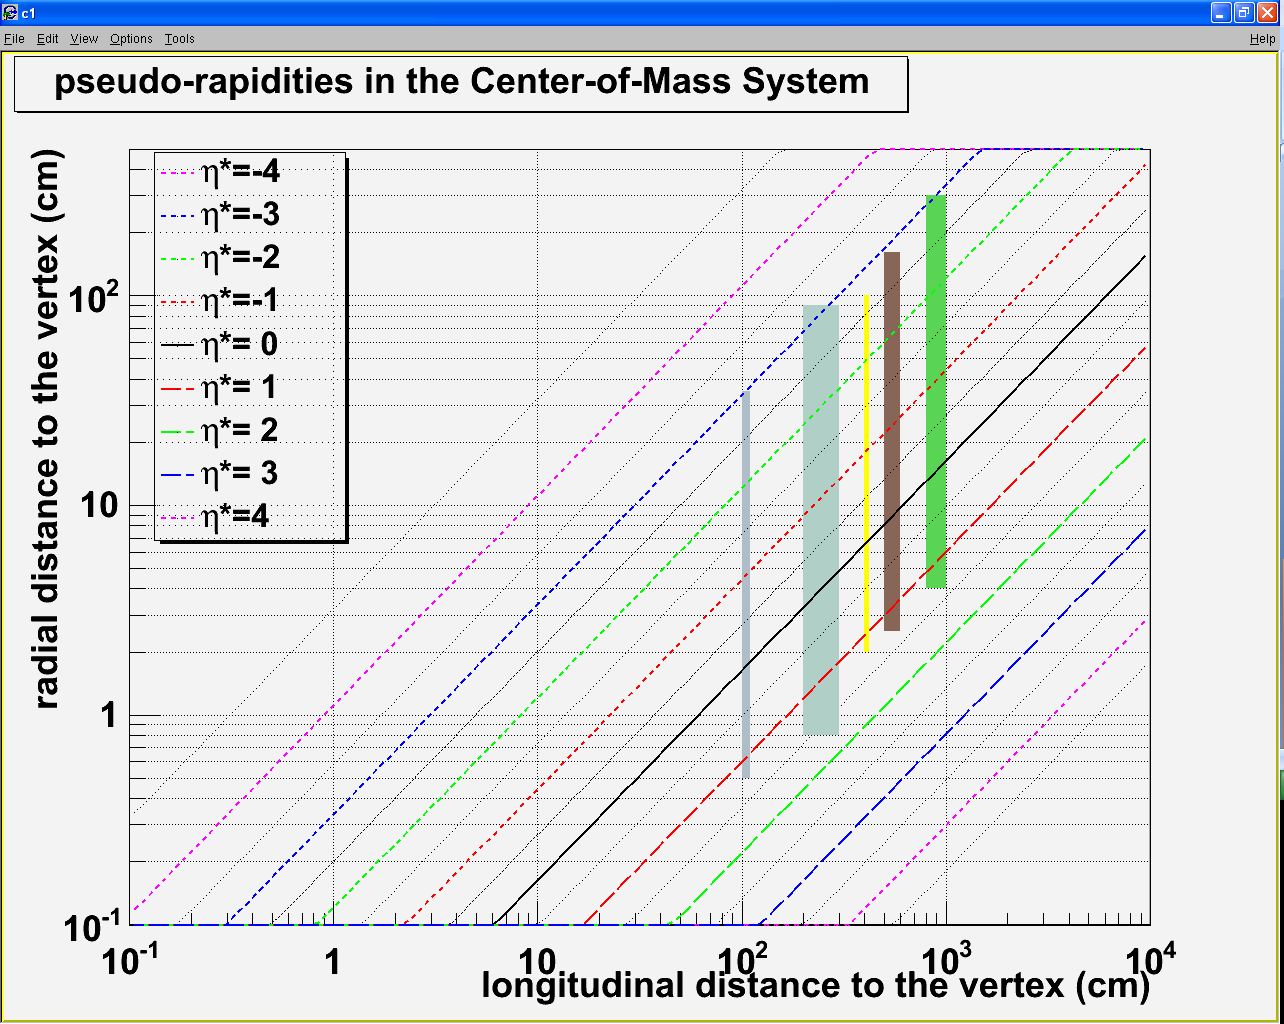 c1
File Edit View Options Tools Help
pseudo-rapidities in the Center-of-Mass System
radial distance to the vertex (cm)
η*=-4
η*=-3
η*=-2
η*=-1
η*= 0
η*= 1
η*= 2
η*= 3
η*=4
10²
10
1
10⁻¹
10⁻¹ 1 10 10² 10³ 10⁴
longitudinal distance to the vertex (cm)